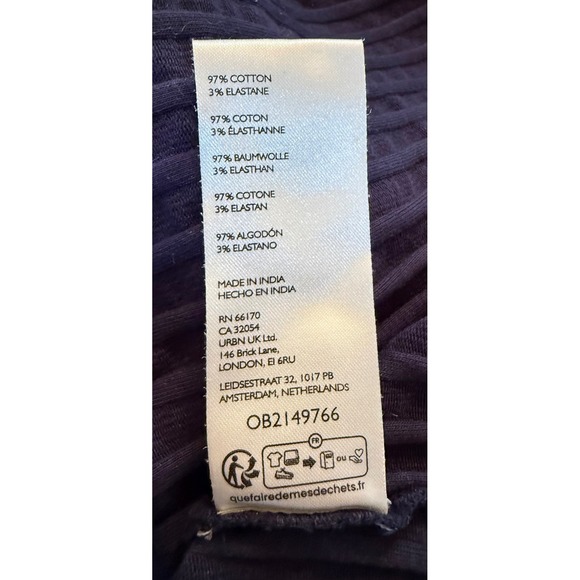 97% COTTON
3% ELASTANE
97% COTON
3% ÉLASTHANNE
97% BAUMWOLLE
3% ELASTHAN
97% COTONE
3% ELASTAN
97% ALGODÓN
3% ELASTANO
MADE IN INDIA
HECHO EN INDIA
RN 66170
CA 32054
URBN UK Ltd.
146 Brick Lane,
LONDON, E1 6RU
LEIDSESTRAAT 32, 1017 PB
AMSTERDAM, NETHERLANDS
OB2149766
FR
OU
quefairedemesdechets.fr